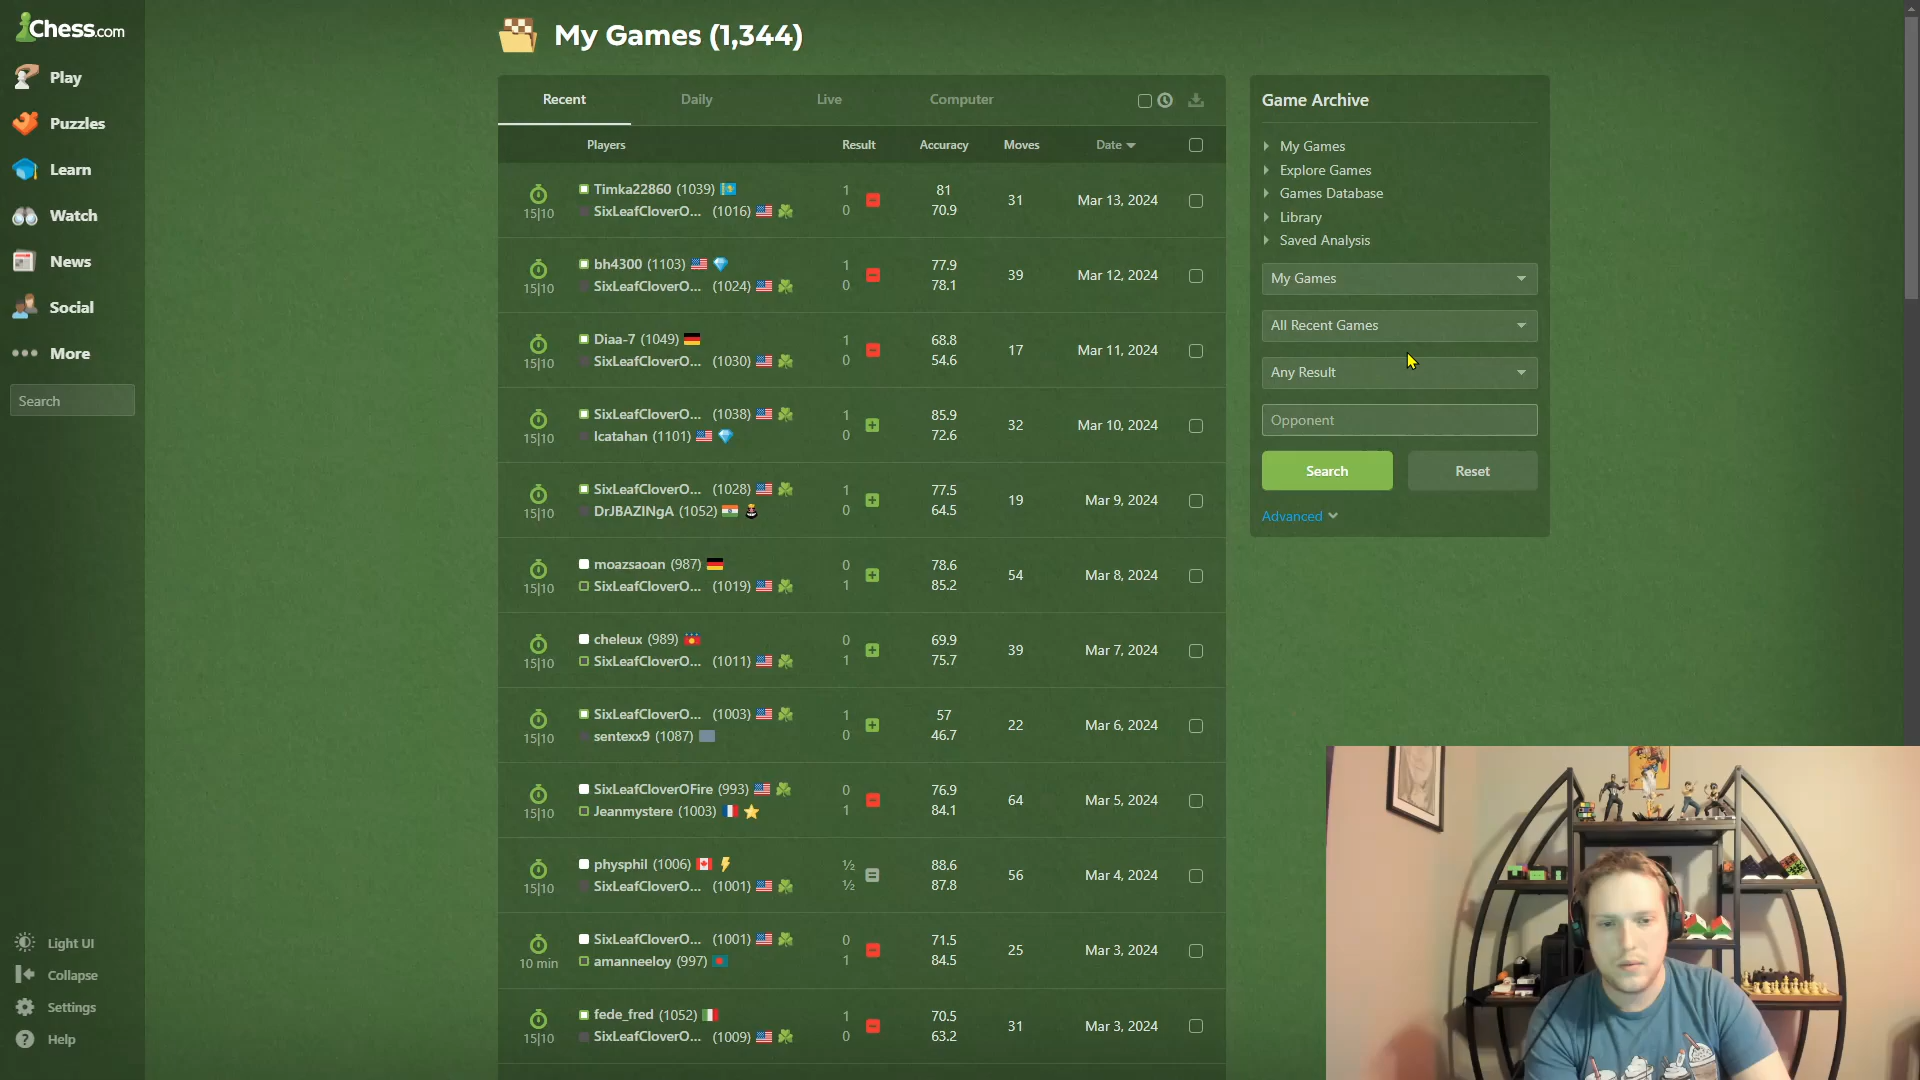 Chess.com
Play
Puzzles
Learn
Watch
News
Social
More
Search
Light UI
Collapse
Settings
Help
My Games (1,344)
Recent Daily Live Computer
Players Result Accuracy Moves Date
15|10 Timka22860 (1039) 1 81 31 Mar 13, 2024
SixLeafCloverO... (1016) 0 70.9
15|10 bh4300 (1103) 1 77.9 39 Mar 12, 2024
SixLeafCloverO... (1024) 0 78.1
15|10 Diaa-7 (1049) 1 68.8 17 Mar 11, 2024
SixLeafCloverO... (1030) 0 54.6
15|10 SixLeafCloverO... (1038) 1 85.9 32 Mar 10, 2024
lcatahan (1101) 0 72.6
15|10 SixLeafCloverO... (1028) 1 77.5 19 Mar 9, 2024
DrJBAZINgA (1052) 0 64.5
15|10 moazsaoan (987) 0 78.6 54 Mar 8, 2024
SixLeafCloverO... (1019) 1 85.2
15|10 cheleux (989) 0 69.9 39 Mar 7, 2024
SixLeafCloverO... (1011) 1 75.7
15|10 SixLeafCloverO... (1003) 1 57 22 Mar 6, 2024
sentexx9 (1087) 0 46.7
15|10 SixLeafCloverOFire (993) 0 76.9 64 Mar 5, 2024
Jeanmystere (1003) 1 84.1
15|10 physphil (1006) ½ 88.6 56 Mar 4, 2024
SixLeafCloverO... (1001) ½ 87.8
10 min SixLeafCloverO... (1001) 0 71.5 25 Mar 3, 2024
amanneeloy (997) 1 84.5
15|10 fede_fred (1052) 1 70.5 31 Mar 3, 2024
SixLeafCloverO... (1009) 0 63.2
Game Archive
My Games
Explore Games
Games Database
Library
Saved Analysis
My Games
All Recent Games
Any Result
Opponent
Search Reset
Advanced